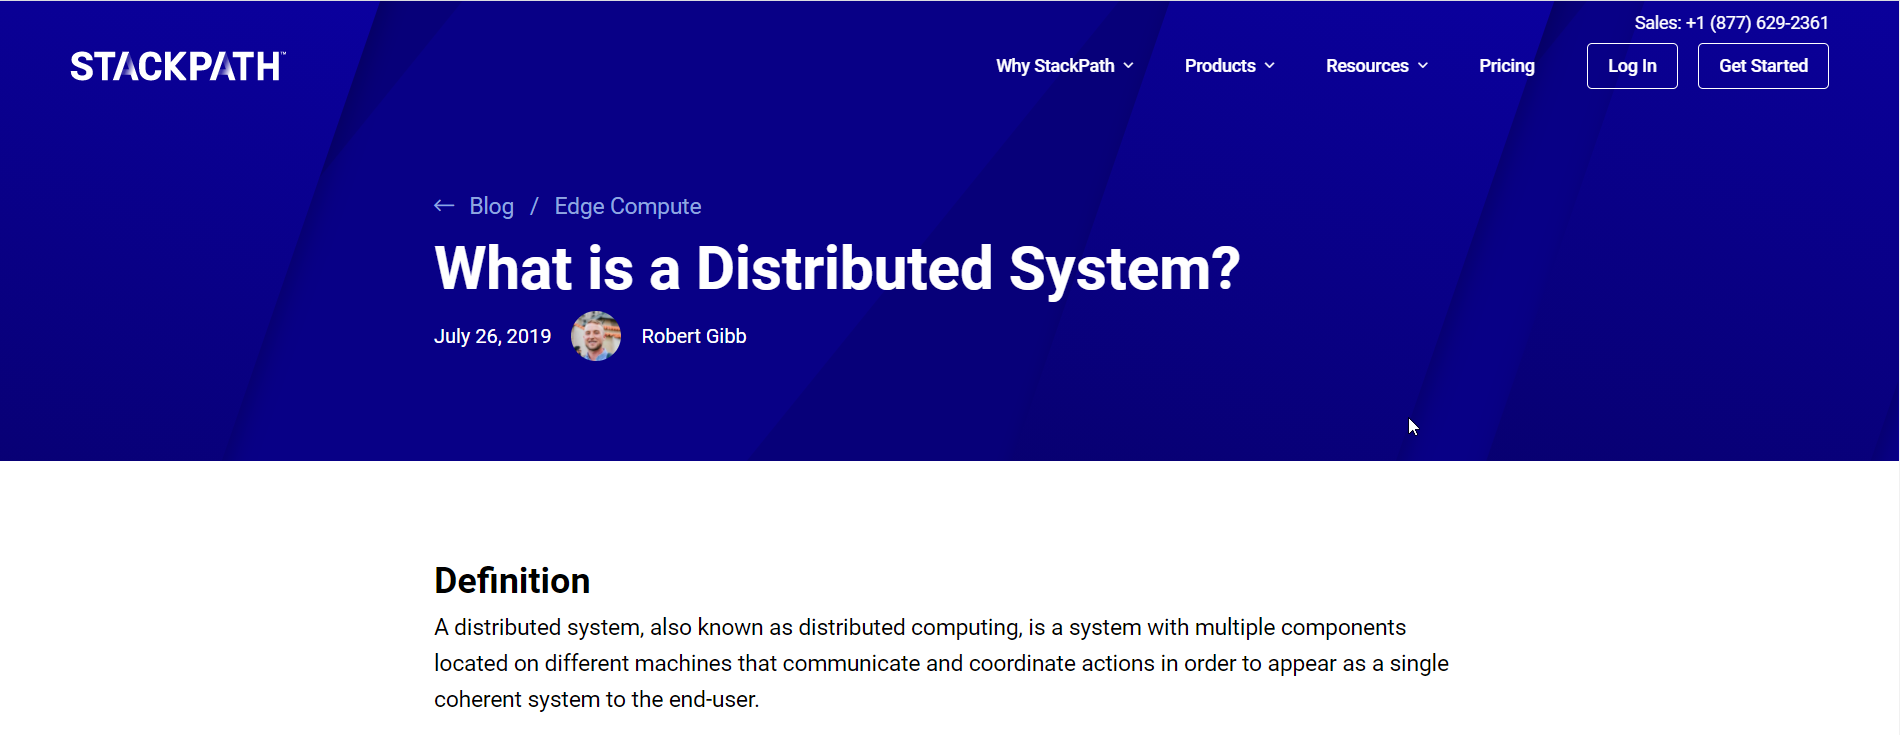 Sales: +1 (877) 629-2361
STACKPATH™
Why StackPath
Products
Resources
Pricing
Log In
Get Started
← Blog / Edge Compute
What is a Distributed System?
July 26, 2019
Robert Gibb
Definition
A distributed system, also known as distributed computing, is a system with multiple components
located on different machines that communicate and coordinate actions in order to appear as a single
coherent system to the end-user.